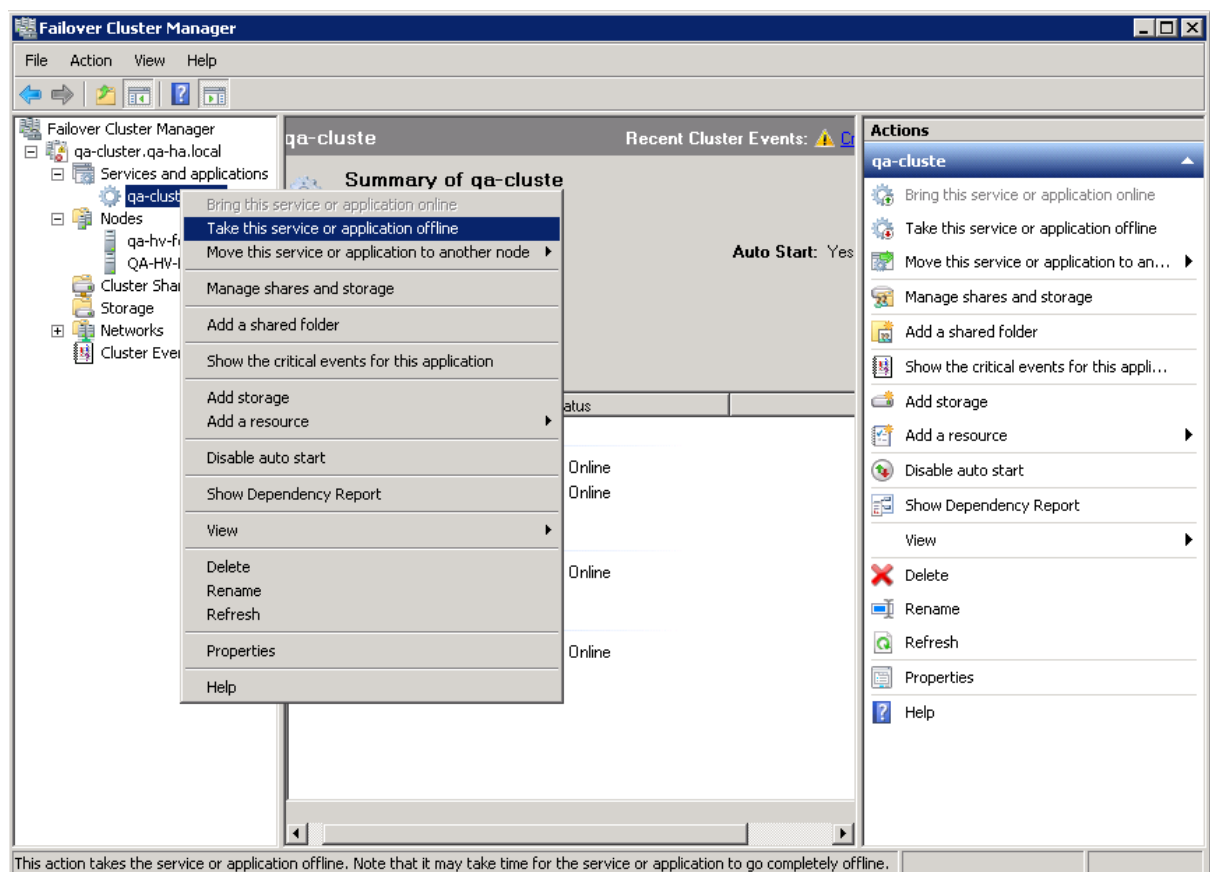 Failover Cluster Manager
File Action View Help
Failover Cluster Manager
qa-cluster.qa-ha.local
Services and applications
qa-clust
Nodes
qa-hv-f
QA-HV-
Cluster Sha
Storage
Networks
Cluster Eve
qa-cluste Recent Cluster Events:
Summary of qa-cluste
Auto Start: Yes
atus
Online
Online
Online
Online
Bring this service or application online
Take this service or application offline
Move this service or application to another node
Manage shares and storage
Add a shared folder
Show the critical events for this application
Add storage
Add a resource
Disable auto start
Show Dependency Report
View
Delete
Rename
Refresh
Properties
Help
Actions
qa-cluste
Bring this service or application online
Take this service or application offline
Move this service or application to an...
Manage shares and storage
Add a shared folder
Show the critical events for this appli...
Add storage
Add a resource
Disable auto start
Show Dependency Report
View
Delete
Rename
Refresh
Properties
Help
This action takes the service or application offline. Note that it may take time for the service or application to go completely offline.